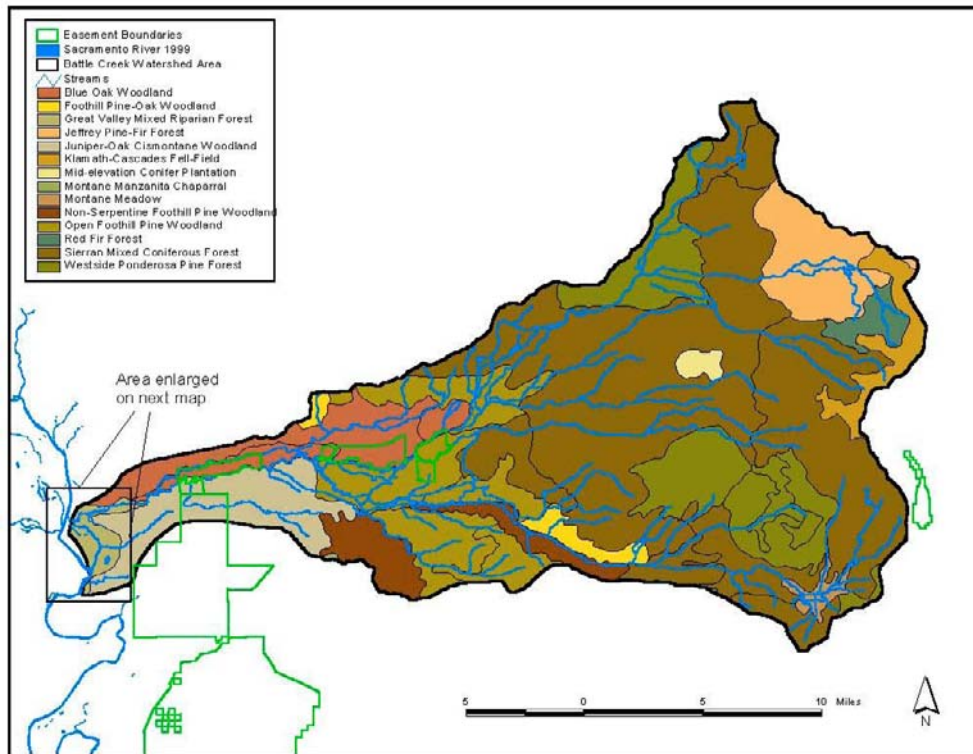 Easement Boundaries
Sacramento River 1999
Battle Creek Watershed Area
Streams
Blue Oak Woodland
Foothill Pine-Oak Woodland
Great Valley Mixed Riparian Forest
Jeffrey Pine-Fir Forest
Juniper-Oak Cismontane Woodland
Klamath-Cascades Fell-Field
Mid-elevation Conifer Plantation
Montane Manzanita Chaparral
Montane Meadow
Non-Serpentine Foothill Pine Woodland
Open Foothill Pine Woodland
Red Fir Forest
Sierran Mixed Coniferous Forest
Westside Ponderosa Pine Forest
Area enlarged
on next map
5 0 5 10 Miles
N